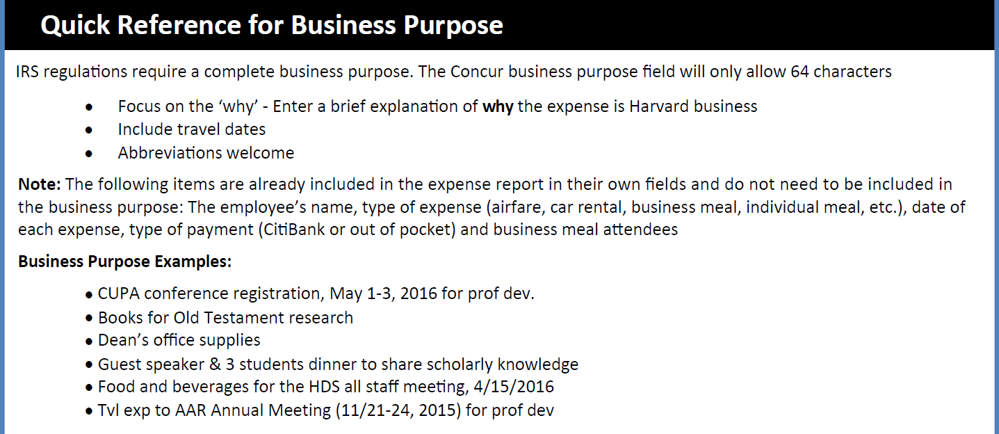 Quick Reference for Business Purpose
IRS regulations require a complete business purpose. The Concur business purpose field will only allow 64 characters
• Focus on the ‘why’ - Enter a brief explanation of why the expense is Harvard business
• Include travel dates
• Abbreviations welcome
Note: The following items are already included in the expense report in their own fields and do not need to be included in
the business purpose: The employee’s name, type of expense (airfare, car rental, business meal, individual meal, etc.), date of
each expense, type of payment (CitiBank or out of pocket) and business meal attendees
Business Purpose Examples:
• CUPA conference registration, May 1-3, 2016 for prof dev.
• Books for Old Testament research
• Dean’s office supplies
• Guest speaker & 3 students dinner to share scholarly knowledge
• Food and beverages for the HDS all staff meeting, 4/15/2016
• Tvl exp to AAR Annual Meeting (11/21-24, 2015) for prof dev